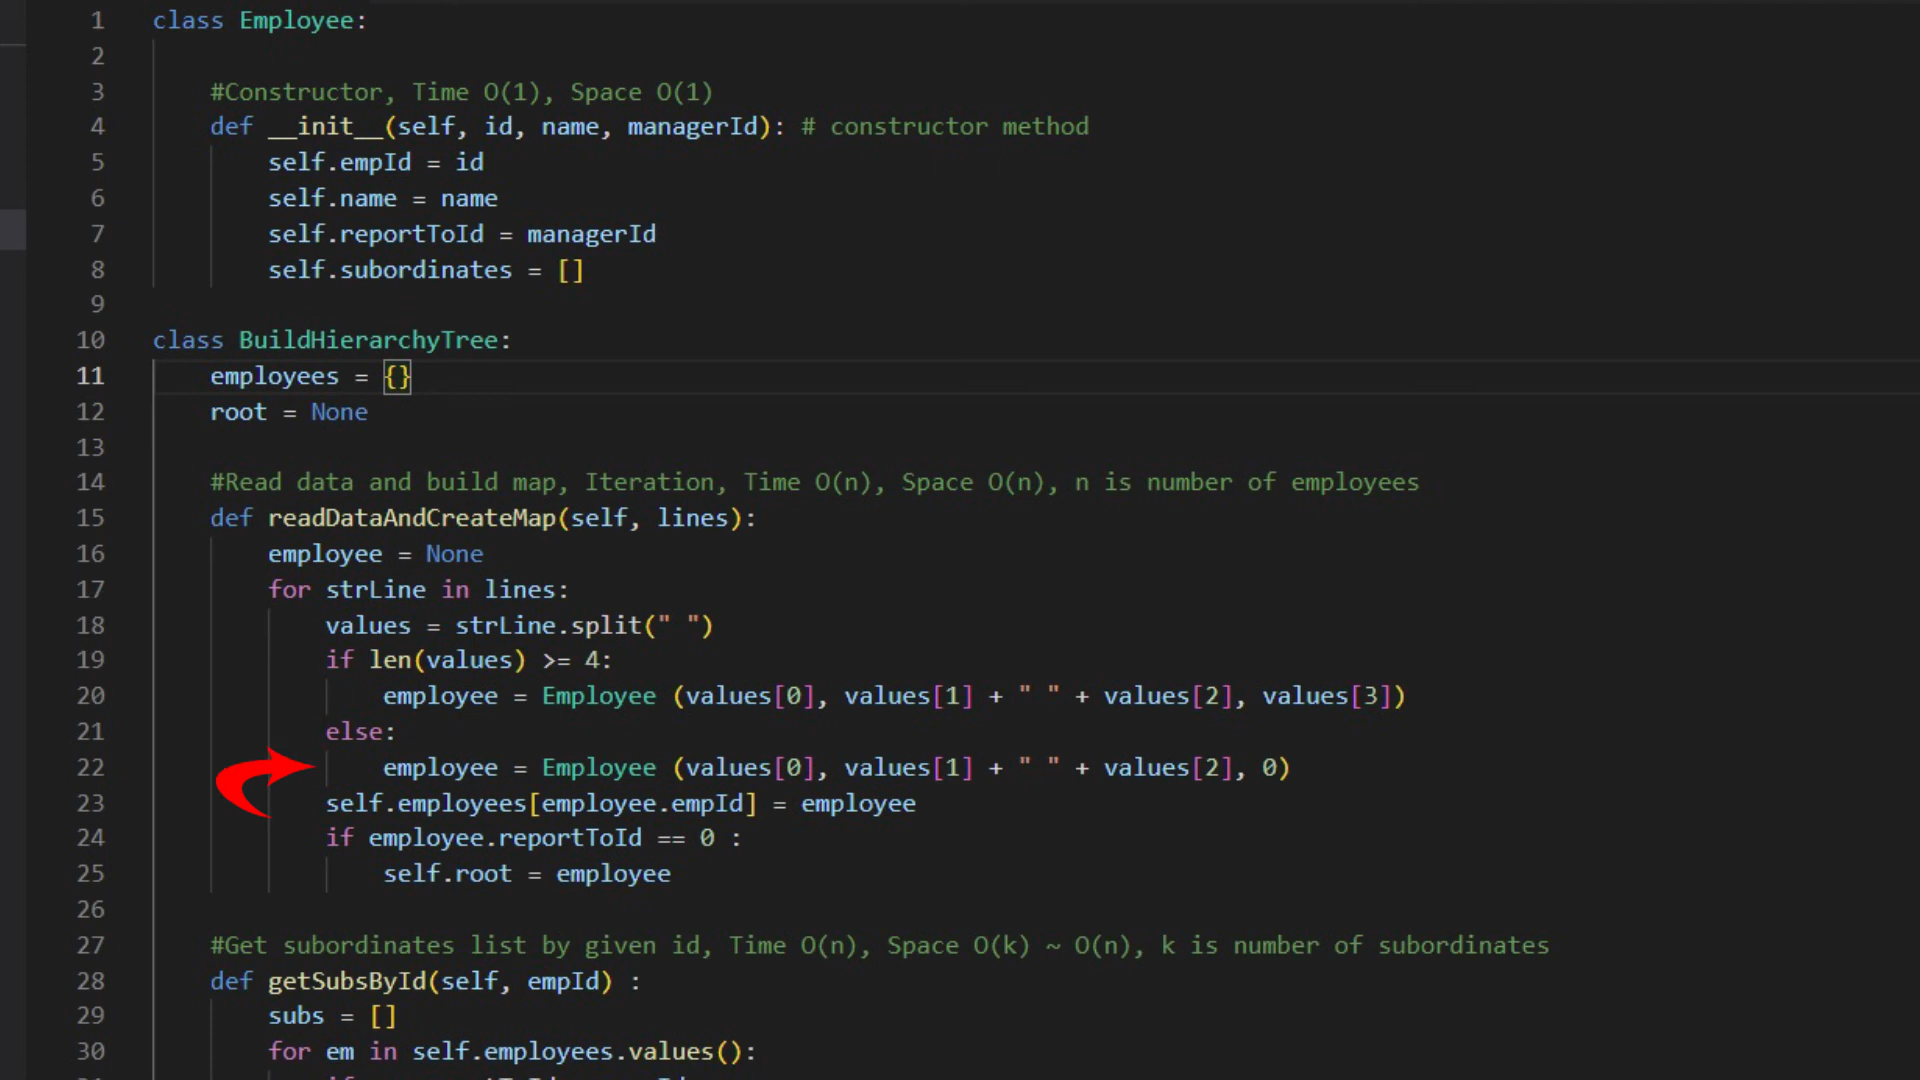 1 class Employee:
2
3 #Constructor, Time O(1), Space O(1)
4 def __init__(self, id, name, managerId): # constructor method
5 self.empId = id
6 self.name = name
7 self.reportToId = managerId
8 self.subordinates = []
9
10 class BuildHierarchyTree:
11 employees = {}
12 root = None
13
14 #Read data and build map, Iteration, Time O(n), Space O(n), n is number of employees
15 def readDataAndCreateMap(self, lines):
16 employee = None
17 for strLine in lines:
18 values = strLine.split(" ")
19 if len(values) >= 4:
20 employee = Employee (values[0], values[1] + " " + values[2], values[3])
21 else:
22 employee = Employee (values[0], values[1] + " " + values[2], 0)
23 self.employees[employee.empId] = employee
24 if employee.reportToId == 0 :
25 self.root = employee
26
27 #Get subordinates list by given id, Time O(n), Space O(k) ~ O(n), k is number of subordinates
28 def getSubsById(self, empId) :
29 subs = []
30 for em in self.employees.values():